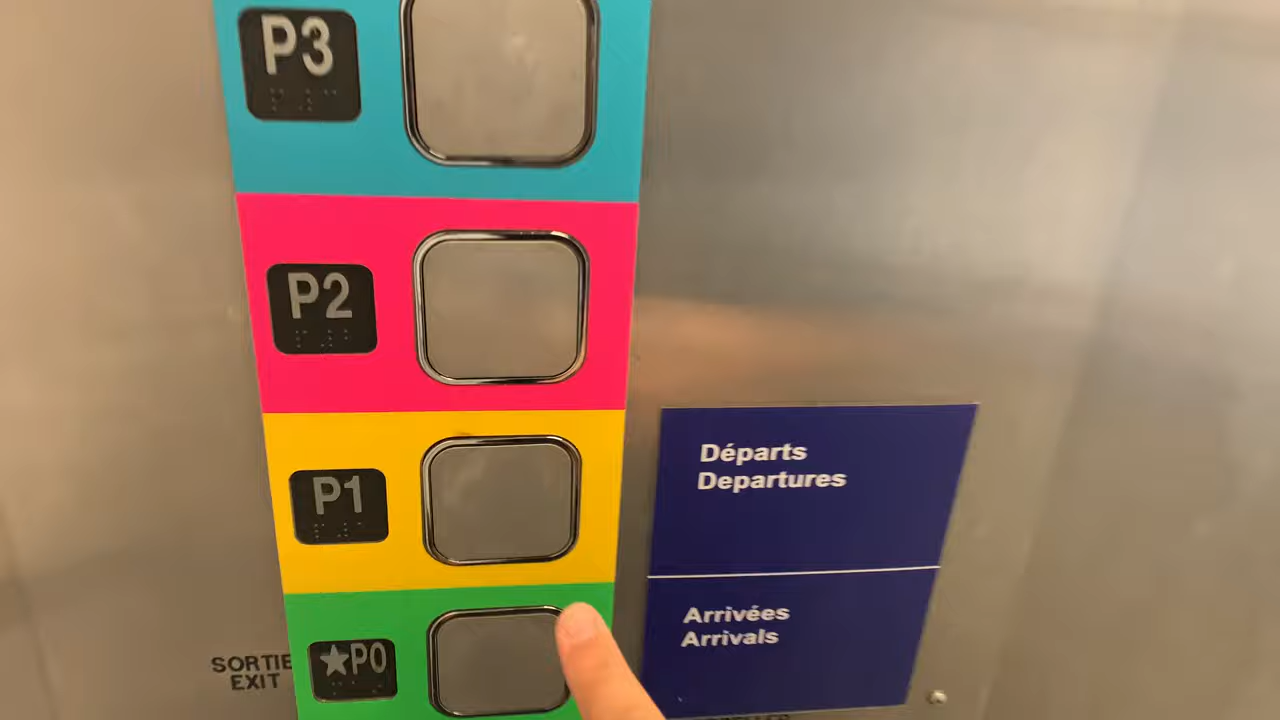 P3
P2
P1
Départs
Departures
Arrivées
Arrivals
★P0
SORTIE
EXIT